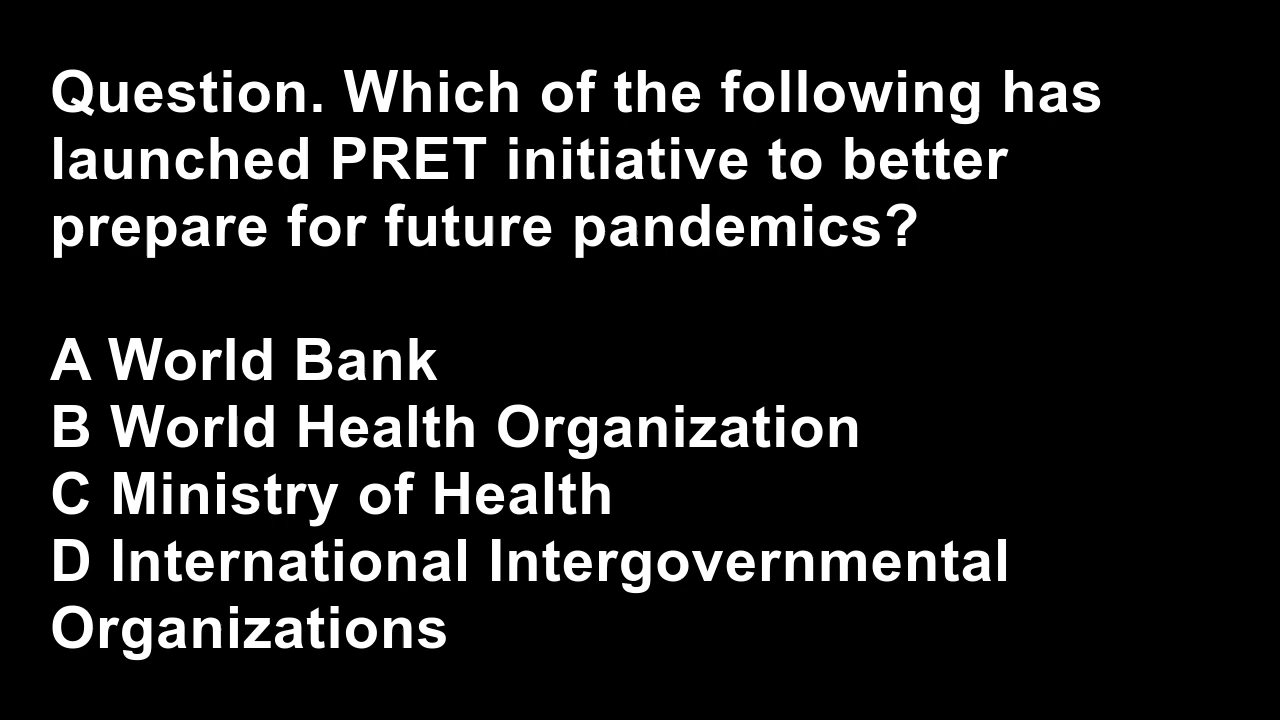 Question. Which of the following has
launched PRET initiative to better
prepare for future pandemics?
A World Bank
B World Health Organization
C Ministry of Health
D International Intergovernmental
Organizations